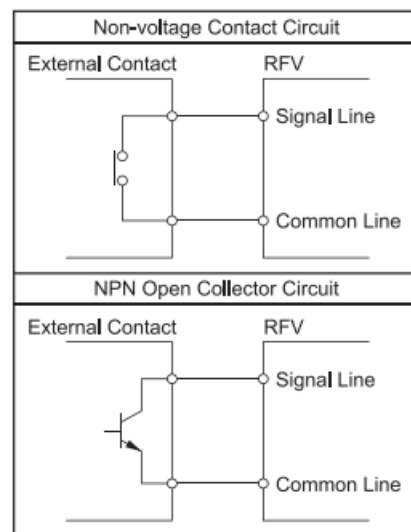 Non-voltage Contact Circuit
External Contact RFV
Signal Line
Common Line
NPN Open Collector Circuit
External Contact RFV
Signal Line
Common Line